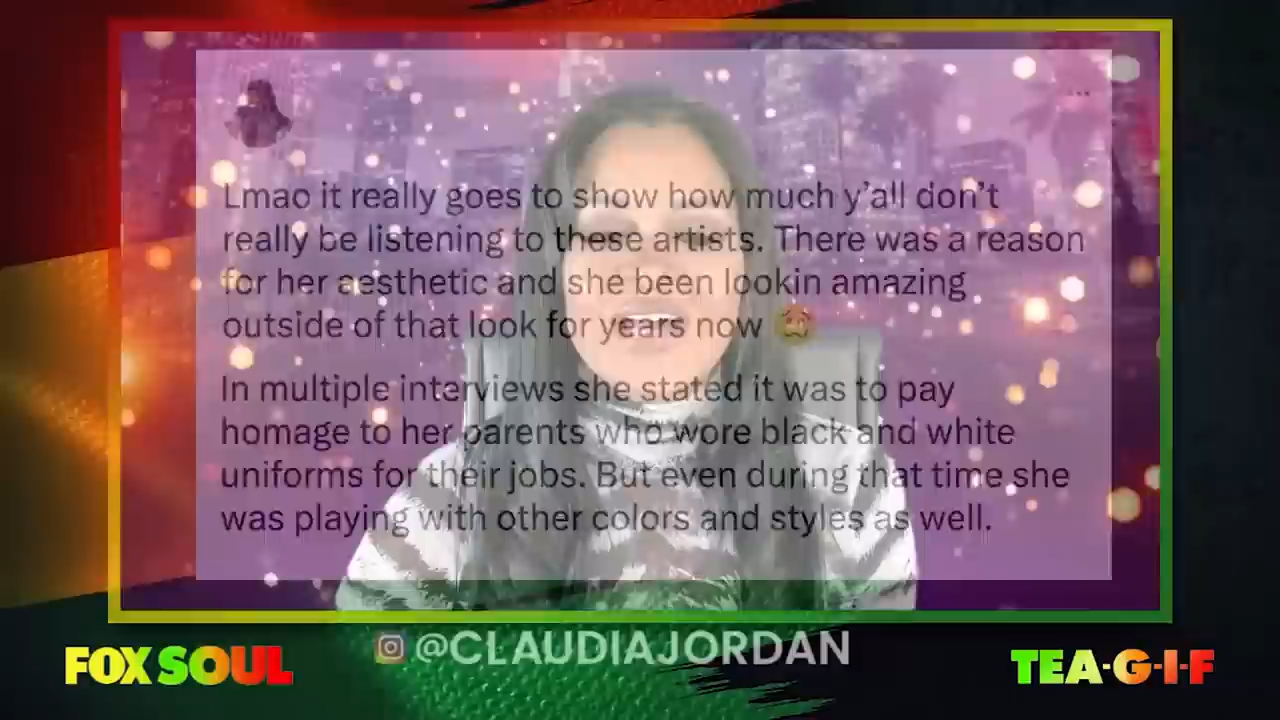 Lmao it really goes to show how much y’all don’t
really be listening to these artists. There was a reason
for her aesthetic and she been lookin amazing
outside of that look for years now 🥴
In multiple interviews she stated it was to pay
homage to her parents who wore black and white
uniforms for their jobs. But even during that time she
was playing with other colors and styles as well.
@CLAUDIAJORDAN
FOX SOUL
TEA-G-I-F